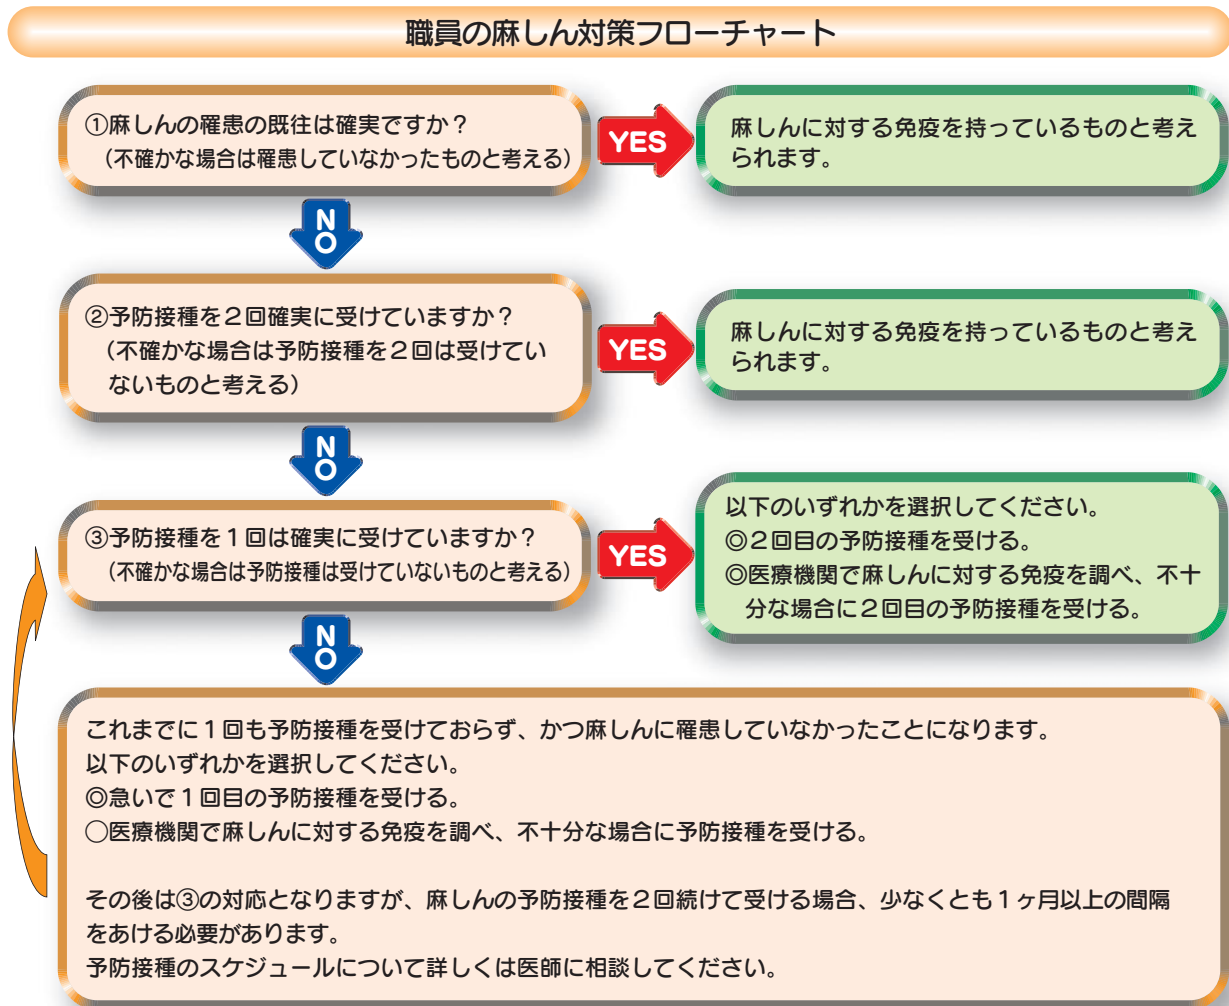 職員の麻しん対策フローチャート
①麻しんの罹患の既往は確実ですか？
（不確かな場合は罹患していなかったものと考える）
YES
麻しんに対する免疫を持っているものと考え
られます。
NO
②予防接種を２回確実に受けていますか？
（不確かな場合は予防接種を２回は受けてい
ないものと考える）
YES
麻しんに対する免疫を持っているものと考え
られます。
NO
③予防接種を１回は確実に受けていますか？
（不確かな場合は予防接種は受けていないものと考える）
YES
以下のいずれかを選択してください。
◎２回目の予防接種を受ける。
◎医療機関で麻しんに対する免疫を調べ、不十
分な場合に２回目の予防接種を受ける。
NO
これまでに１回も予防接種を受けておらず、かつ麻しんに罹患していなかったことになります。
以下のいずれかを選択してください。
◎急いで１回目の予防接種を受ける。
○医療機関で麻しんに対する免疫を調べ、不十分な場合に予防接種を受ける。
その後は③の対応となりますが、麻しんの予防接種を２回続けて受ける場合、少なくとも１ヶ月以上の間隔
をあける必要があります。
予防接種のスケジュールについて詳しくは医師に相談してください。